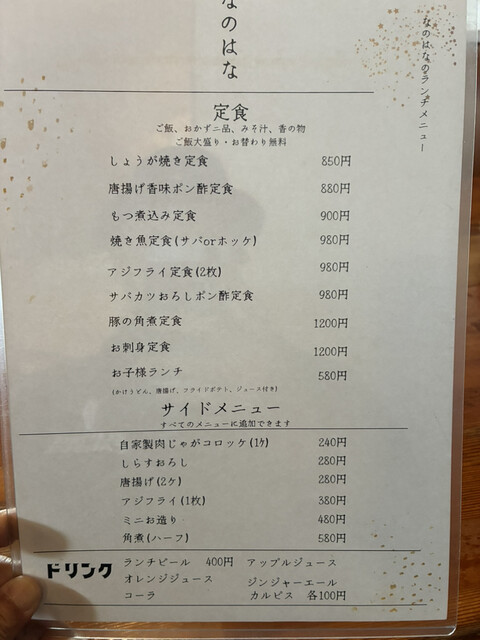 なのはな
なのはなのランチメニュー
定食
ご飯、おかず二品、みそ汁、香の物
ご飯大盛り・お替わり無料
しょうが焼き定食 850円
唐揚げ香味ポン酢定食 880円
もつ煮込み定食 900円
焼き魚定食(サバorホッケ) 980円
アジフライ定食(2枚) 980円
サバカツおろしポン酢定食 980円
豚の角煮定食 1200円
お刺身定食 1200円
お子様ランチ 580円
(かけうどん、唐揚げ、フライドポテト、ジュース付き)
サイドメニュー
すべてのメニューに追加できます
自家製肉じゃがコロッケ(1ケ) 240円
しらすおろし 280円
唐揚げ(2ケ) 280円
アジフライ(1枚) 380円
ミニお造り 480円
角煮(ハーフ) 580円
ドリンク
ランチビール 400円 アップルジュース
オレンジジュース ジンジャーエール
コーラ カルピス 各100円